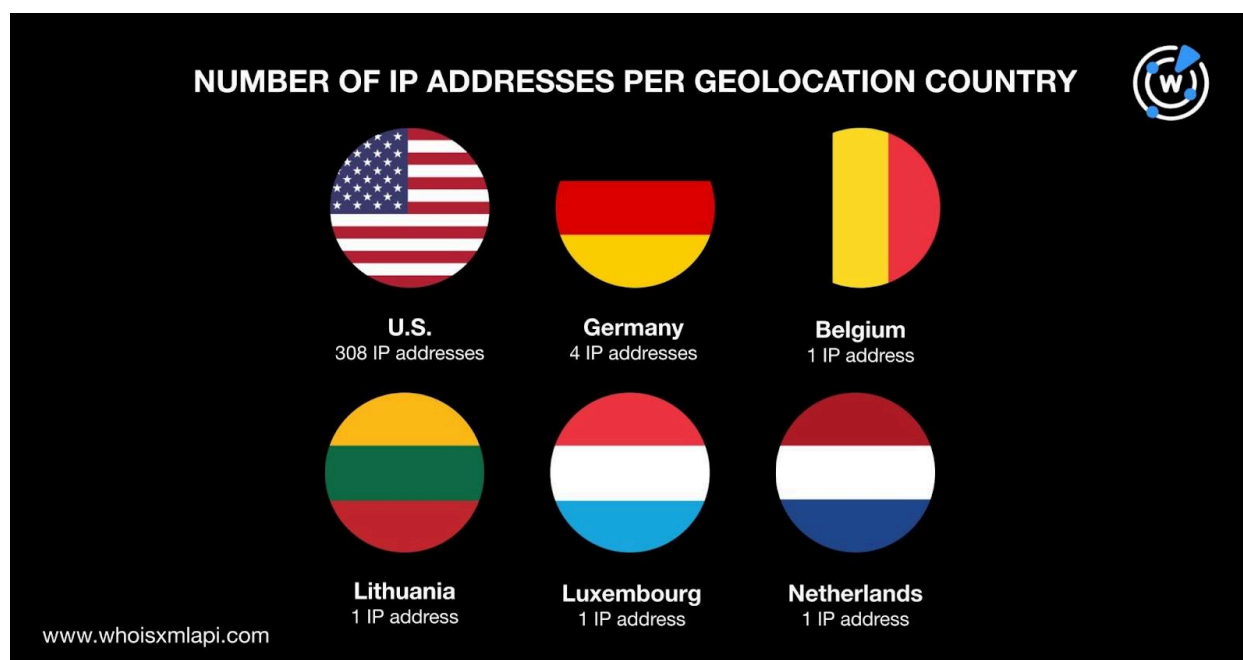 NUMBER OF IP ADDRESSES PER GEOLOCATION COUNTRY
W
U.S.
308 IP addresses
Germany
4 IP addresses
Belgium
1 IP address
Lithuania
1 IP address
Luxembourg
1 IP address
Netherlands
1 IP address
www.whoisxmlapi.com